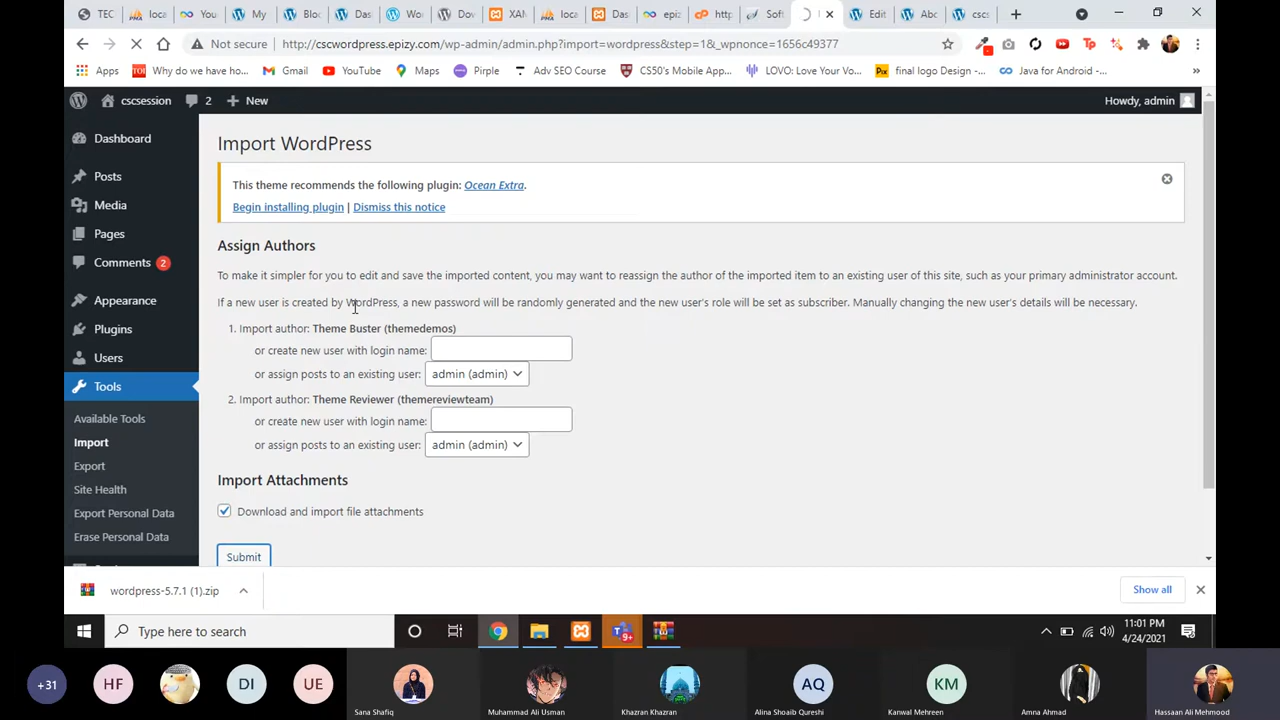 TEC
loca
You
My
Bloc
Das
Wo
Dov
XAN
loca
Das
epiz
http
Soft
Edit
Abc
cscs
Not secure
http://cscwordpress.epizy.com/wp-admin/admin.php?import=wordpress&step=1&_wpnonce=1656c49377
Apps
Why do we have ho...
Gmail
YouTube
Maps
Pirple
Adv SEO Course
CS50's Mobile App...
LOVO: Love Your Vo...
final logo Design -...
Java for Android -...
»
cscsession
2
New
Howdy, admin
Dashboard
Posts
Media
Pages
Comments 2
Appearance
Plugins
Users
Tools
Available Tools
Import
Export
Site Health
Export Personal Data
Erase Personal Data
Import WordPress
This theme recommends the following plugin: Ocean Extra.
Begin installing plugin | Dismiss this notice
Assign Authors
To make it simpler for you to edit and save the imported content, you may want to reassign the author of the imported item to an existing user of this site, such as your primary administrator account.
If a new user is created by WordPress, a new password will be randomly generated and the new user's role will be set as subscriber. Manually changing the new user's details will be necessary.
1. Import author: Theme Buster (themedemos)
or create new user with login name:
or assign posts to an existing user: admin (admin)
2. Import author: Theme Reviewer (themereviewteam)
or create new user with login name:
or assign posts to an existing user: admin (admin)
Import Attachments
Download and import file attachments
Submit
wordpress-5.7.1 (1).zip
Show all
Type here to search
9+
11:01 PM
4/24/2021
+31
HF
DI
UE
Sana Shafiq
Muhammad Ali Usman
Khazran Khazran
AQ
Alina Shoaib Qureshi
KM
Kanwal Mehreen
Amna Ahmad
Hassaan Ali Mehmood